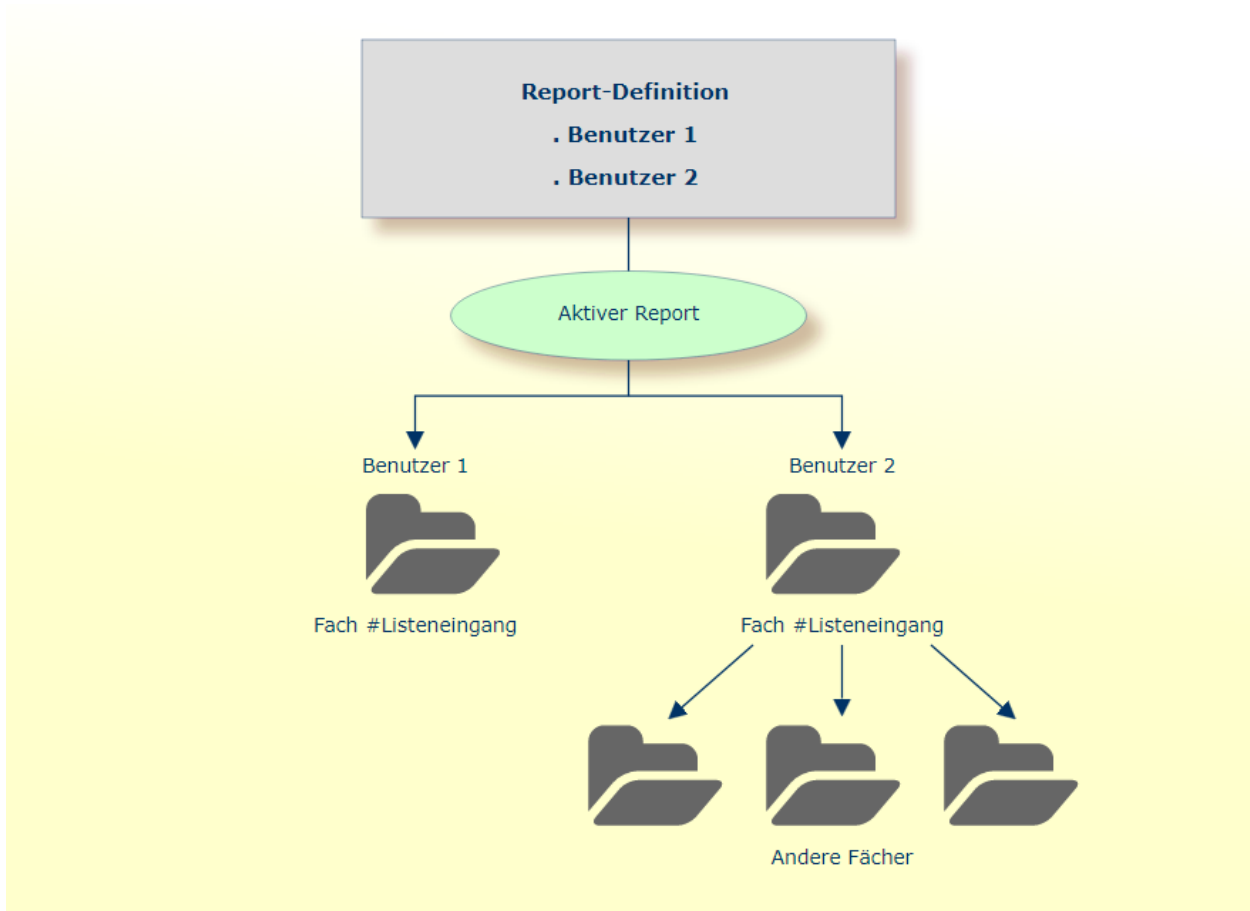 Report-Definition
. Benutzer 1
. Benutzer 2
Aktiver Report
Benutzer 1
Benutzer 2
Fach #Listeneingang
Fach #Listeneingang
Andere Fächer